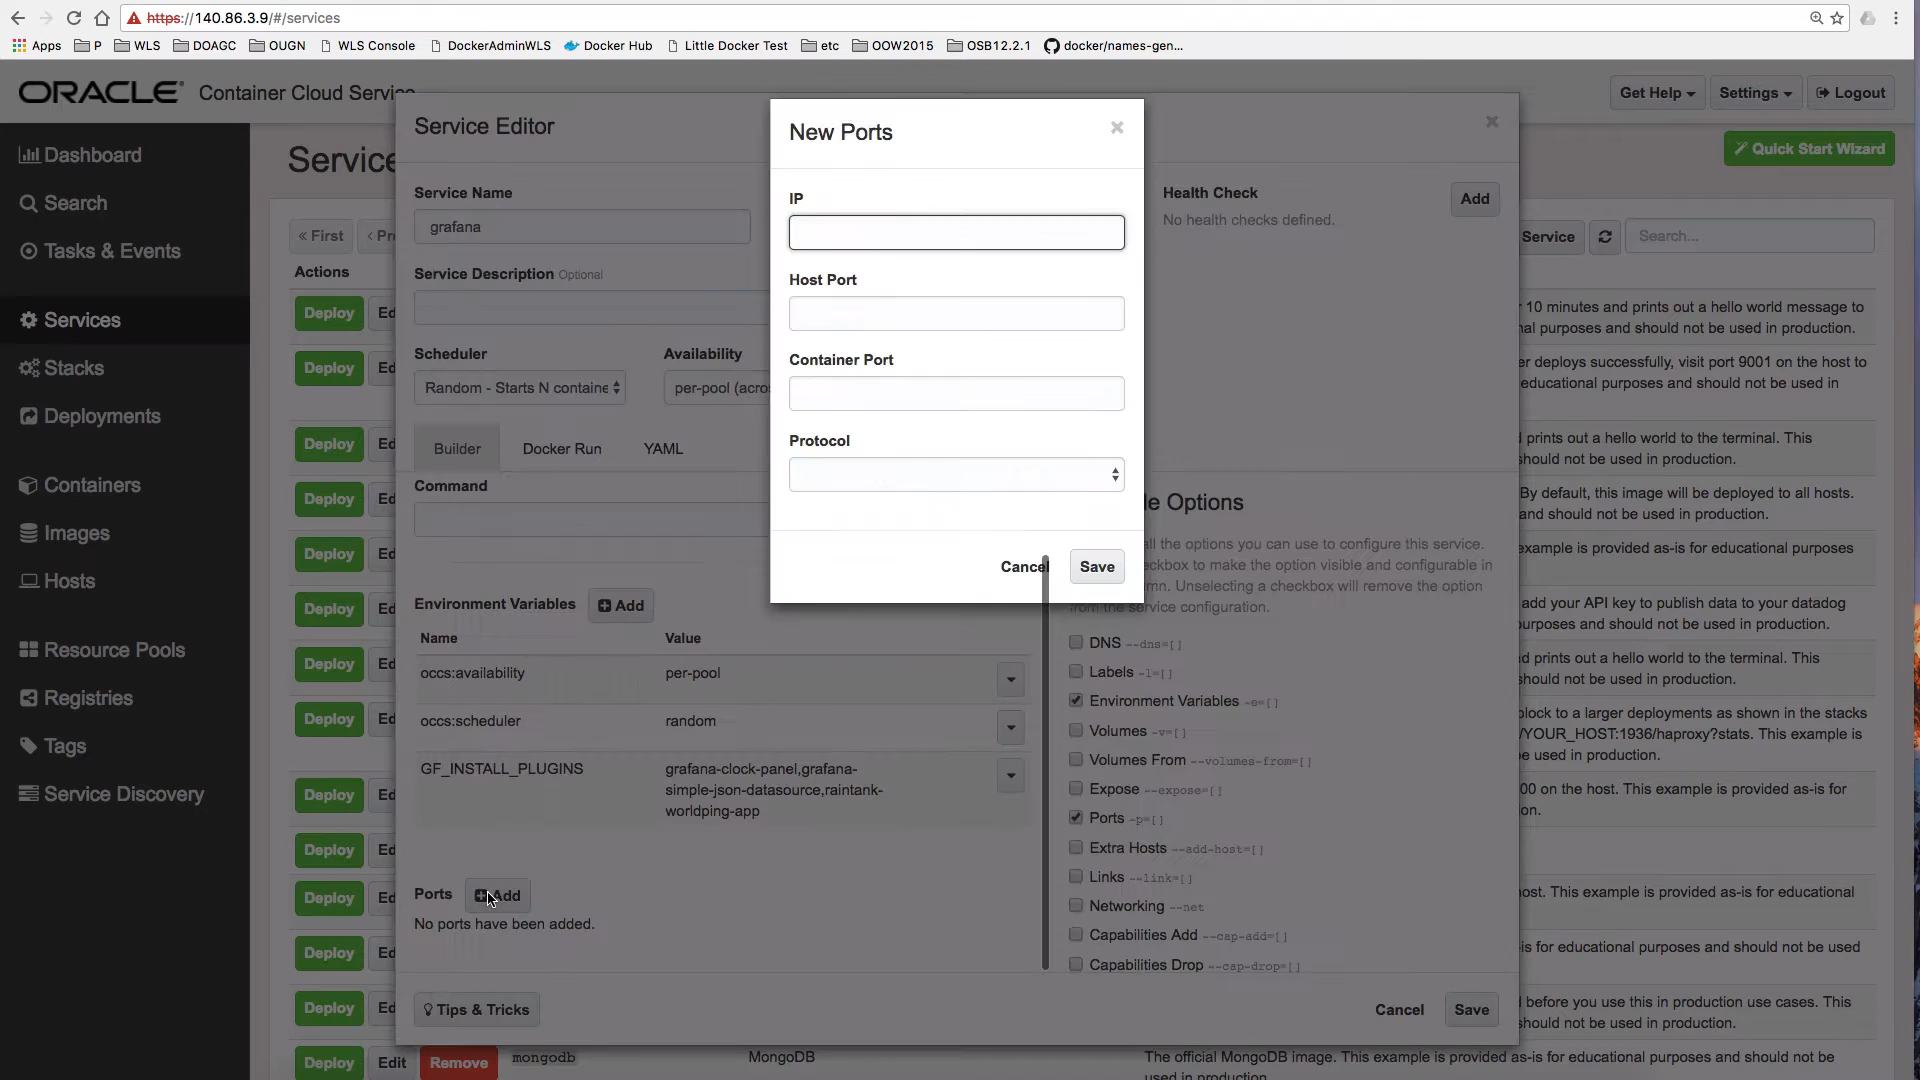 https://140.86.3.9/#/services
Apps P WLS DOAGC OUGN WLS Console DockerAdminWLS Docker Hub Little Docker Test etc OOW2015 OSB12.2.1 docker/names-gen...
ORACLE Container Cloud Service
Get Help Settings Logout
Dashboard
Search
Tasks & Events
Services
Stacks
Deployments
Containers
Images
Hosts
Resource Pools
Registries
Tags
Service Discovery
Service
Quick Start Wizard
« First ‹ Pr
Service
Search...
Actions
Deploy Ed
Deploy Ed
Deploy Ed
Deploy Ed
Deploy Ed
Deploy Ed
Deploy Ed
Deploy Ed
Deploy Ed
Deploy Ed
Deploy Ed
Deploy Ed
Deploy Ed
Deploy Edit Remove mongodb MongoDB
The official MongoDB image. This example is provided as-is for educational purposes and should not be
used in production.
Service Editor
Service Name
grafana
Service Description Optional
Scheduler
Random - Starts N containe
Availability
per-pool (acro
Builder Docker Run YAML
Command
Environment Variables Add
Name Value
occs:availability per-pool
occs:scheduler random
GF_INSTALL_PLUGINS grafana-clock-panel,grafana-
simple-json-datasource,raintank-
worldping-app
Ports Add
No ports have been added.
Tips & Tricks
Cancel Save
Health Check Add
No health checks defined.
le Options
all the options you can use to configure this service.
ckbox to make the option visible and configurable in
mn. Unselecting a checkbox will remove the option
from the service configuration.
DNS --dns=[]
Labels -l=[]
Environment Variables -e=[]
Volumes -v=[]
Volumes From --volumes-from=[]
Expose --expose=[]
Ports -p=[]
Extra Hosts --add-host=[]
Links --link=[]
Networking --net
Capabilities Add --cap-add=[]
Capabilities Drop --cap-drop=[]
New Ports
IP
Host Port
Container Port
Protocol
Cancel Save
10 minutes and prints out a hello world message to
nal purposes and should not be used in production.
er deploys successfully, visit port 9001 on the host to
educational purposes and should not be used in
d prints out a hello world to the terminal. This
should not be used in production.
By default, this image will be deployed to all hosts.
and should not be used in production.
example is provided as-is for educational purposes
add your API key to publish data to your datadog
urposes and should not be used in production.
d prints out a hello world to the terminal. This
should not be used in production.
block to a larger deployments as shown in the stacks
/YOUR_HOST:1936/haproxy?stats. This example is
be used in production.
00 on the host. This example is provided as-is for
on.
ost. This example is provided as-is for educational
-is for educational purposes and should not be used
before you use this in production use cases. This
should not be used in production.